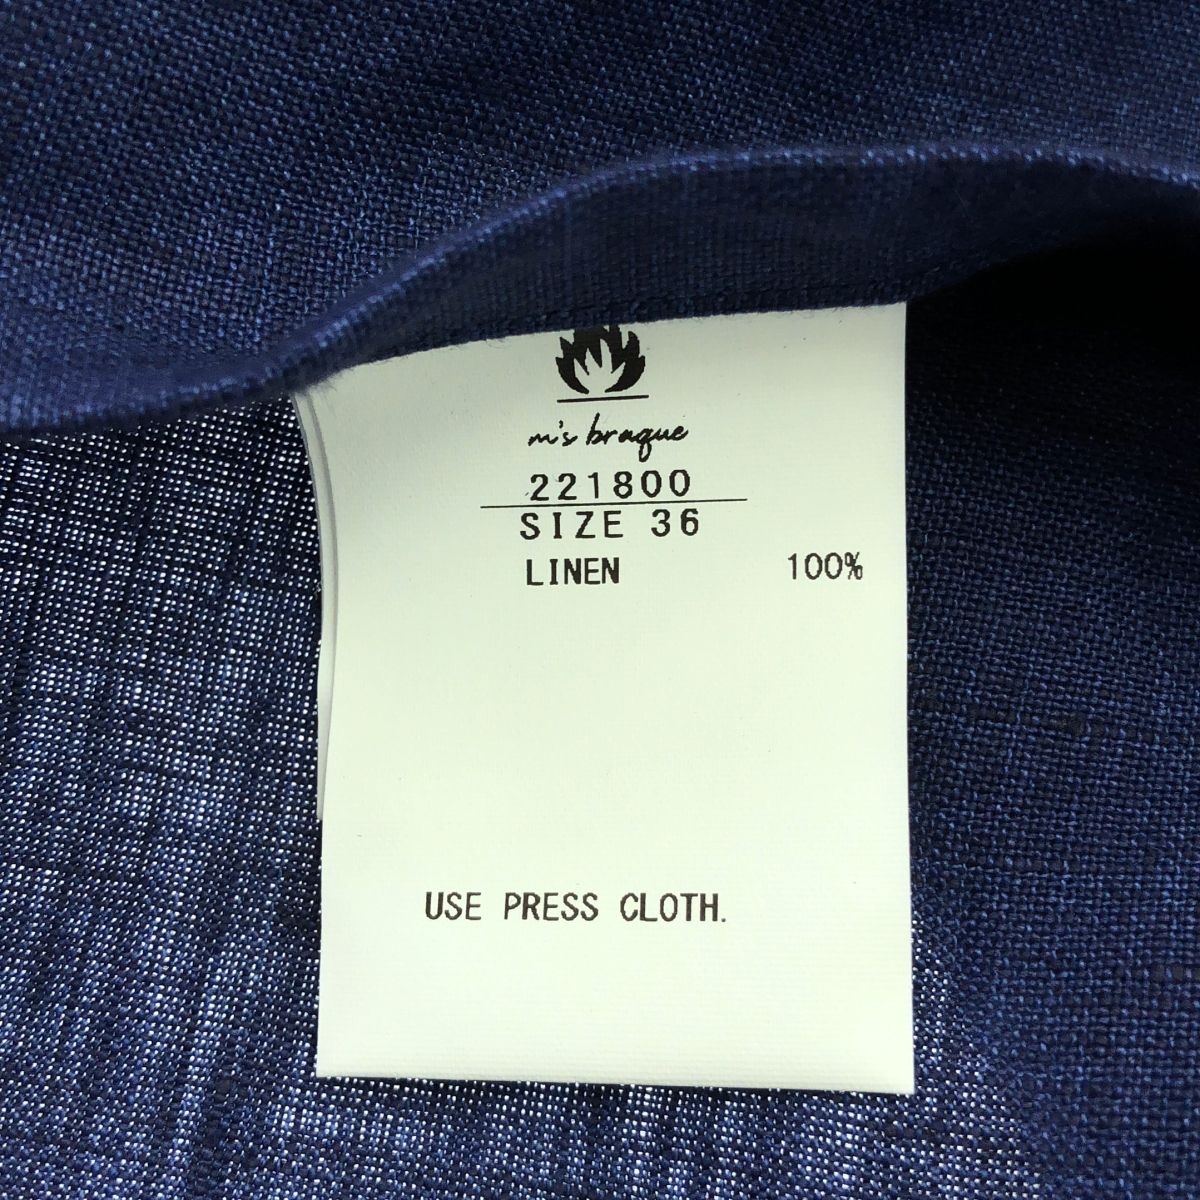 m's braque
221800
SIZE 36
LINEN 100%
USE PRESS CLOTH.